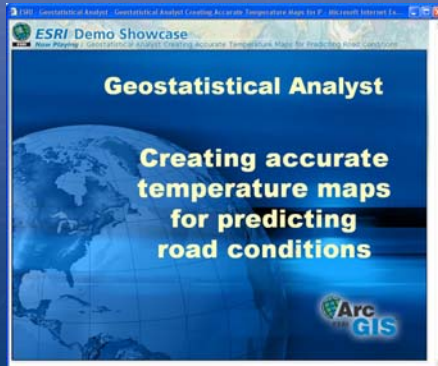 ESRI - Geostatistical Analyst - Geostatistical Analyst Creating Accurate Temperature Maps for P... - Microsoft Internet Ex...
ESRI Demo Showcase
Now Playing : Geostatistical Analyst Creating Accurate Temperature Maps for Predicting Road Conditions
Geostatistical Analyst
Creating accurate
temperature maps
for predicting
road conditions
Arc
GIS